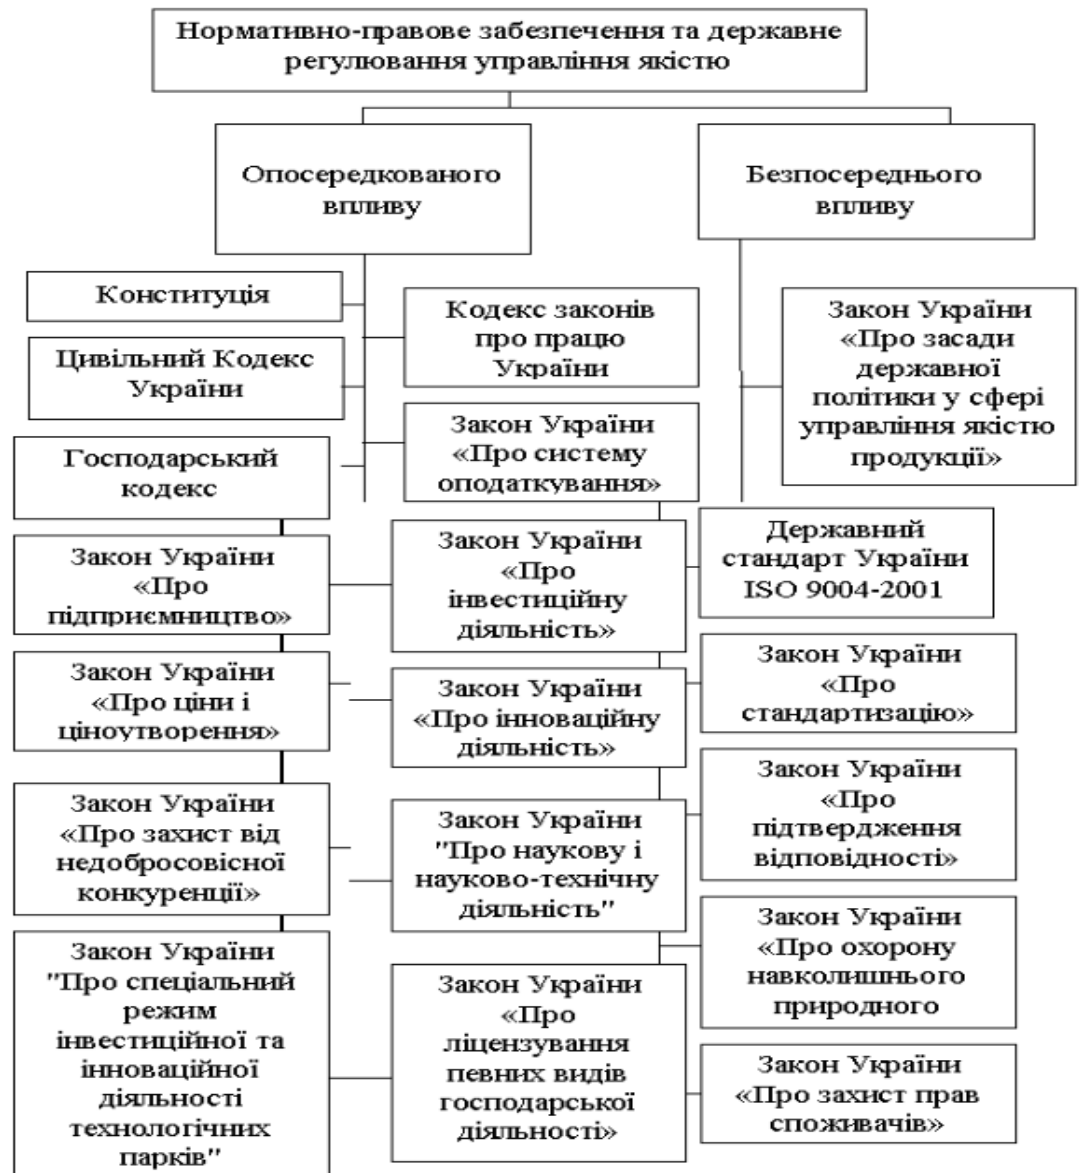 Нормативно-правове забезпечення та державне
регулювання управління якістю
Опосередкованого
впливу
Безпосереднього
впливу
Конституція
Цивільний Кодекс
України
Господарський
кодекс
Закон України
«Про
підприємництво»
Закон України
«Про ціни і
ціноутворення»
Закон України
«Про захист від
недобросовісної
конкуренції»
Закон України
"Про спеціальний
режим
інвестиційної та
інноваційної
діяльності
технологічних
парків"
Кодекс законів
про працю
України
Закон України
«Про систему
оподаткування»
Закон України
«Про
інвестиційну
діяльність»
Закон України
«Про інноваційну
діяльність»
Закон України
"Про наукову і
науково-технічну
діяльність"
Закон України
«Про
ліцензування
певних видів
господарської
діяльності»
Закон України
«Про засади
державної
політики у сфері
управління якістю
продукції»
Державний
стандарт України
ISO 9004-2001
Закон України
«Про
стандартизацію»
Закон України
«Про
підтвердження
відповідності»
Закон України
«Про охорону
навколишнього
природного
Закон України
«Про захист прав
споживачів»